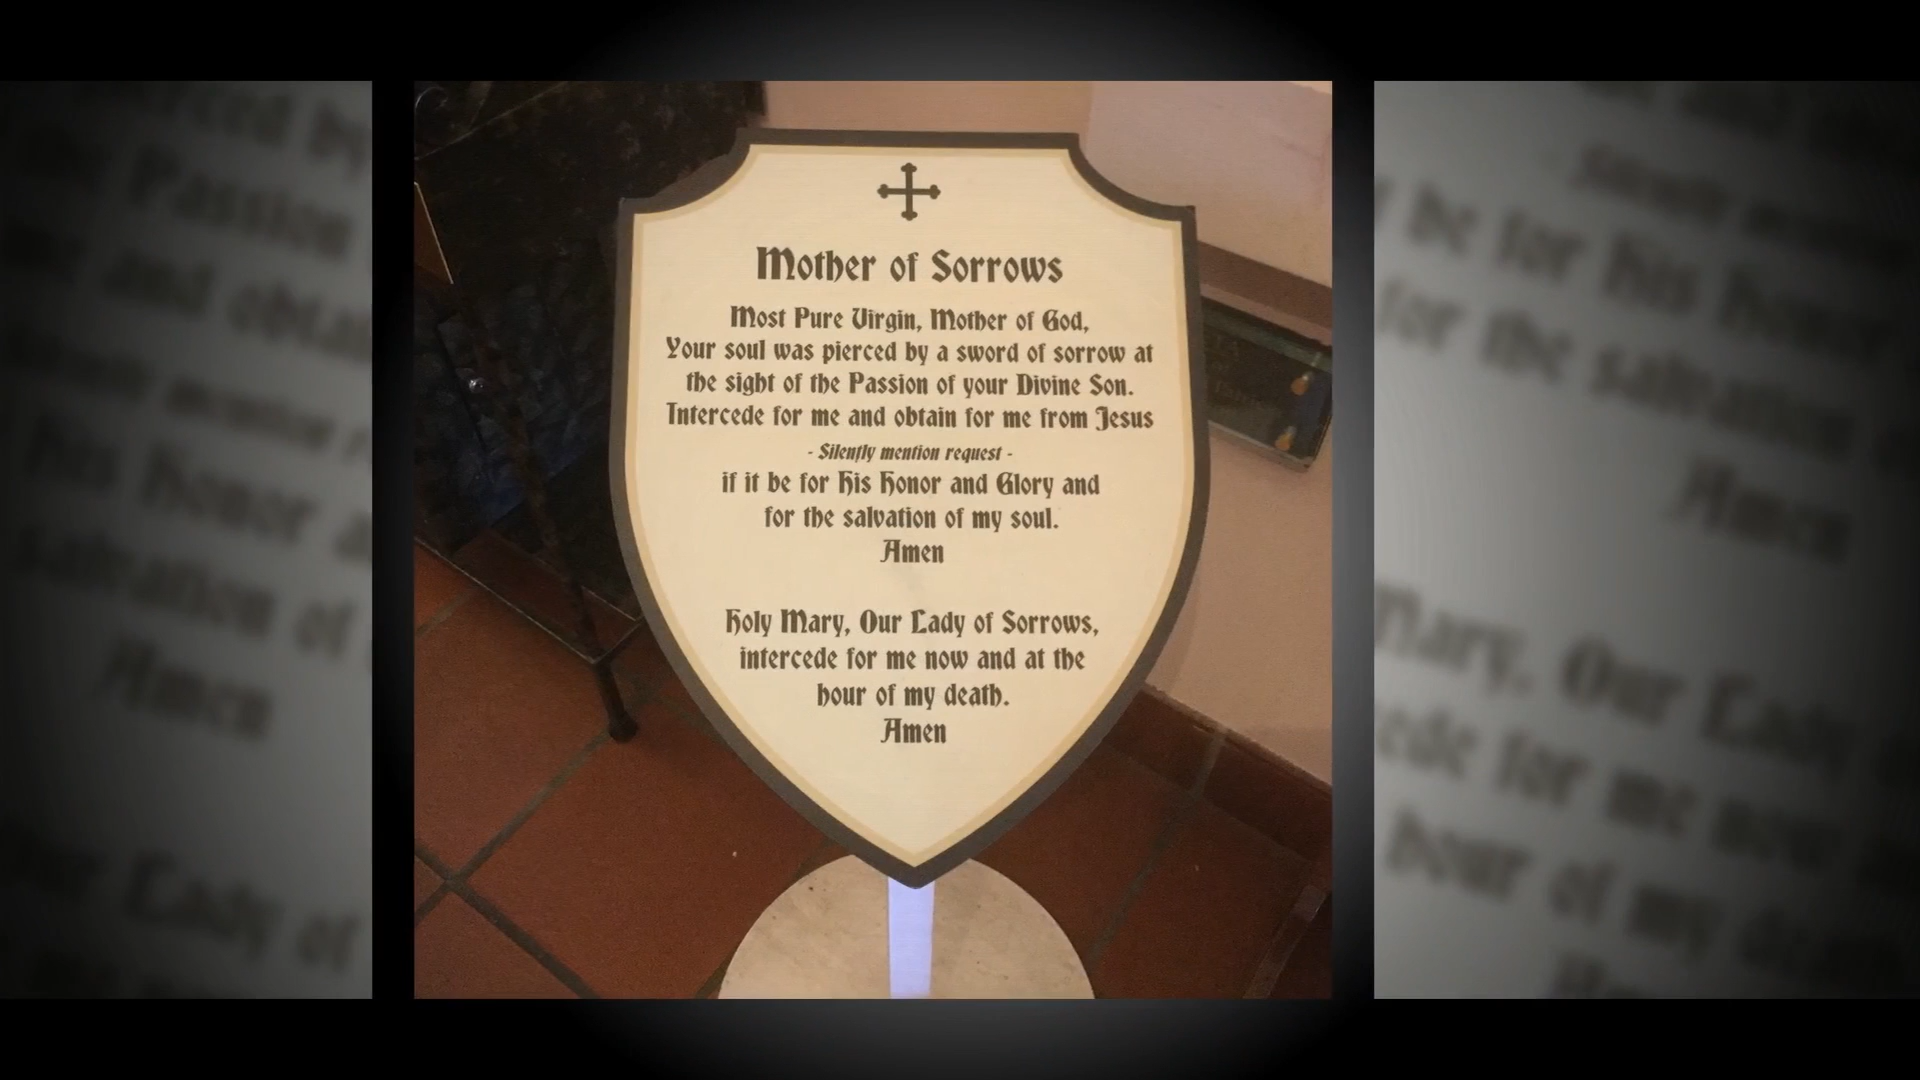 Mother of Sorrows
Most Pure Virgin, Mother of God,
Your soul was pierced by a sword of sorrow at
the sight of the Passion of your Divine Son.
Intercede for me and obtain for me from Jesus
- Silently mention request -
if it be for His Honor and Glory and
for the salvation of my soul.
Amen
Holy Mary, Our Lady of Sorrows,
intercede for me now and at the
hour of my death.
Amen